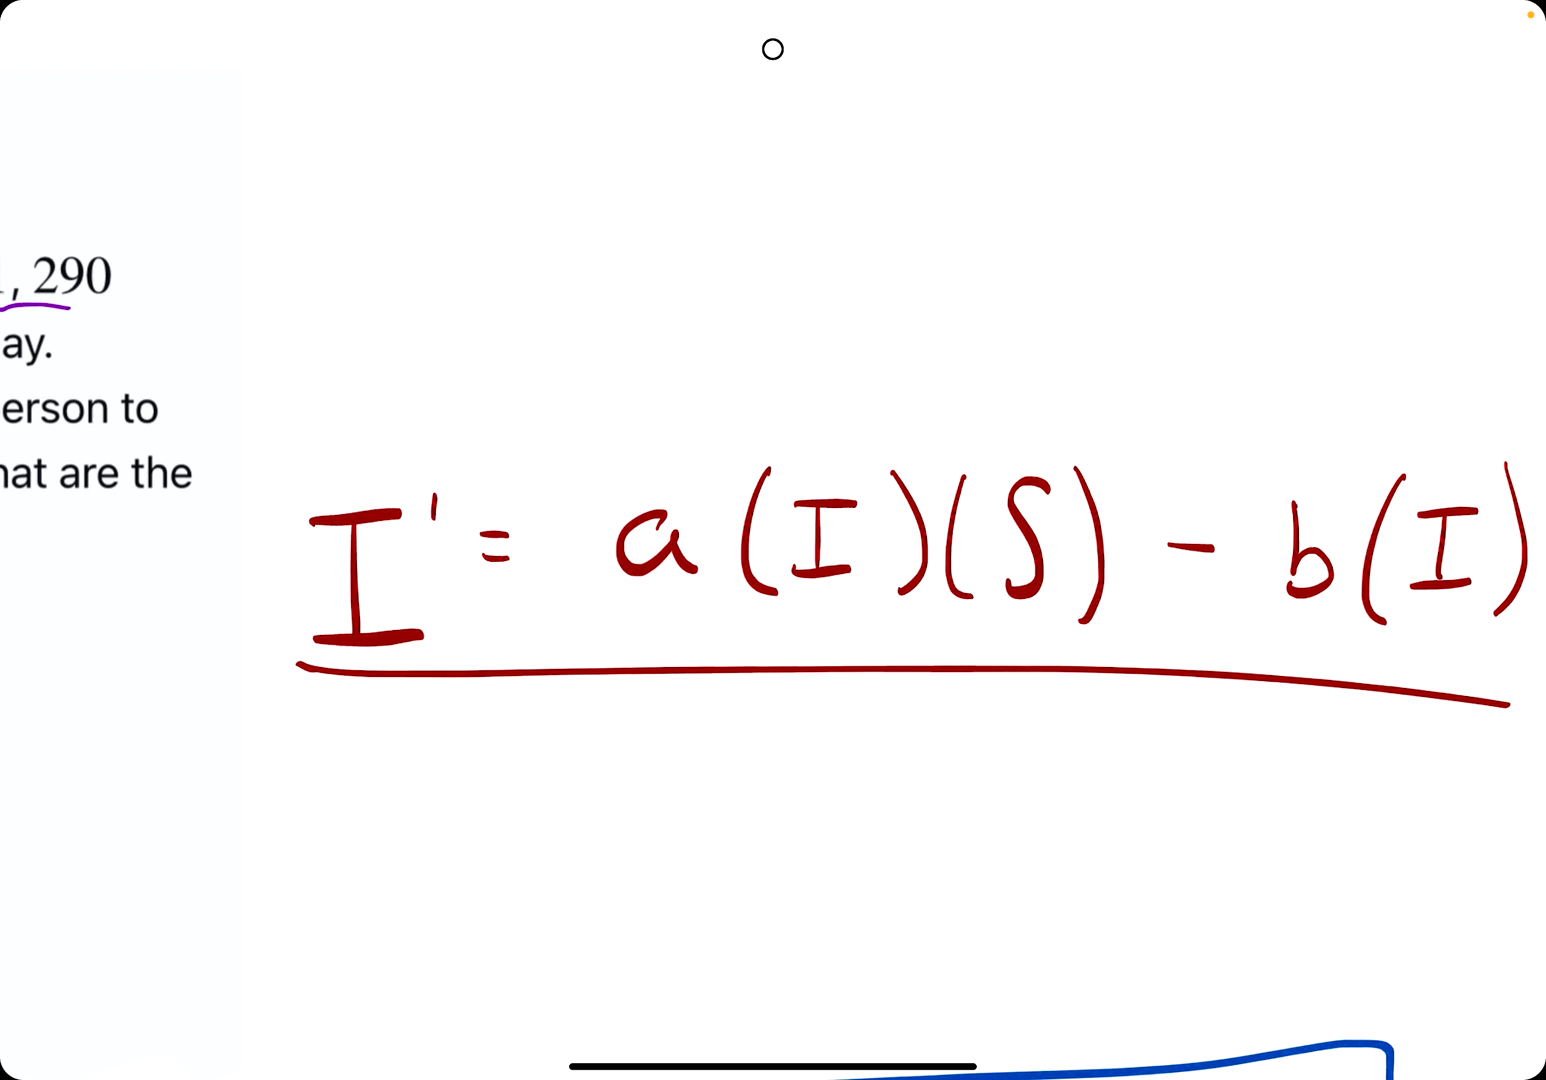 , 290
ay.
erson to
hat are the
I' = a (I)(S) - b(I)